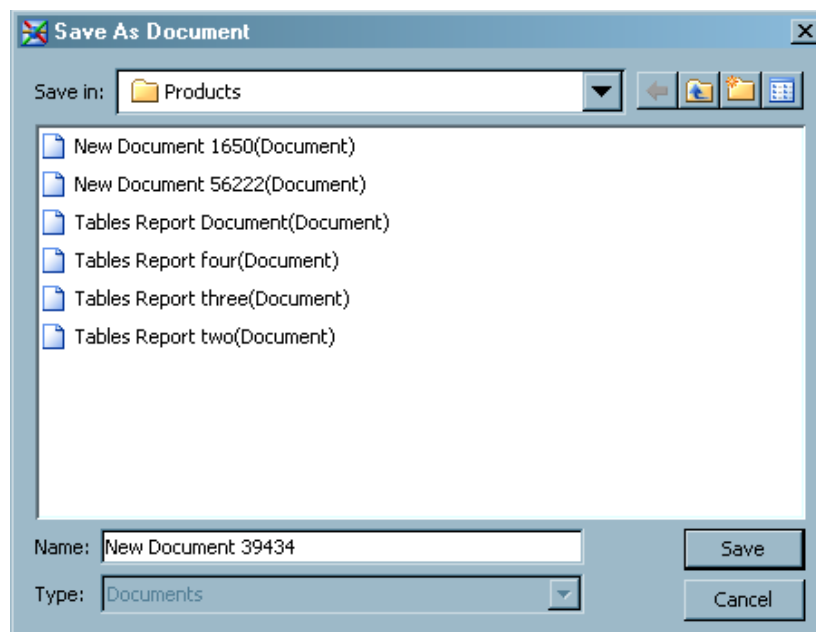 Save As Document
Save in: Products
New Document 1650(Document)
New Document 56222(Document)
Tables Report Document(Document)
Tables Report four(Document)
Tables Report three(Document)
Tables Report two(Document)
Name: New Document 39434
Save
Type: Documents
Cancel